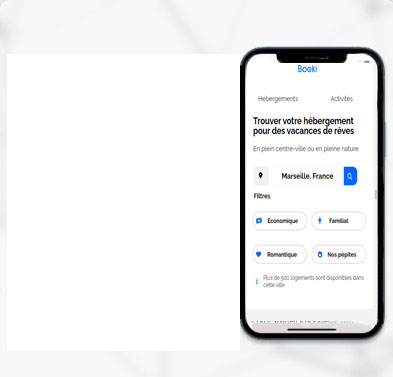 Booki
Hébergements
Activités
Trouver votre hébergement
pour des vacances de rêves
En plein centre-ville ou en pleine nature
Marseille, France
Filtres
Économique
Familial
Romantique
Nos pépites
Plus de 500 logements sont disponibles dans
cette ville